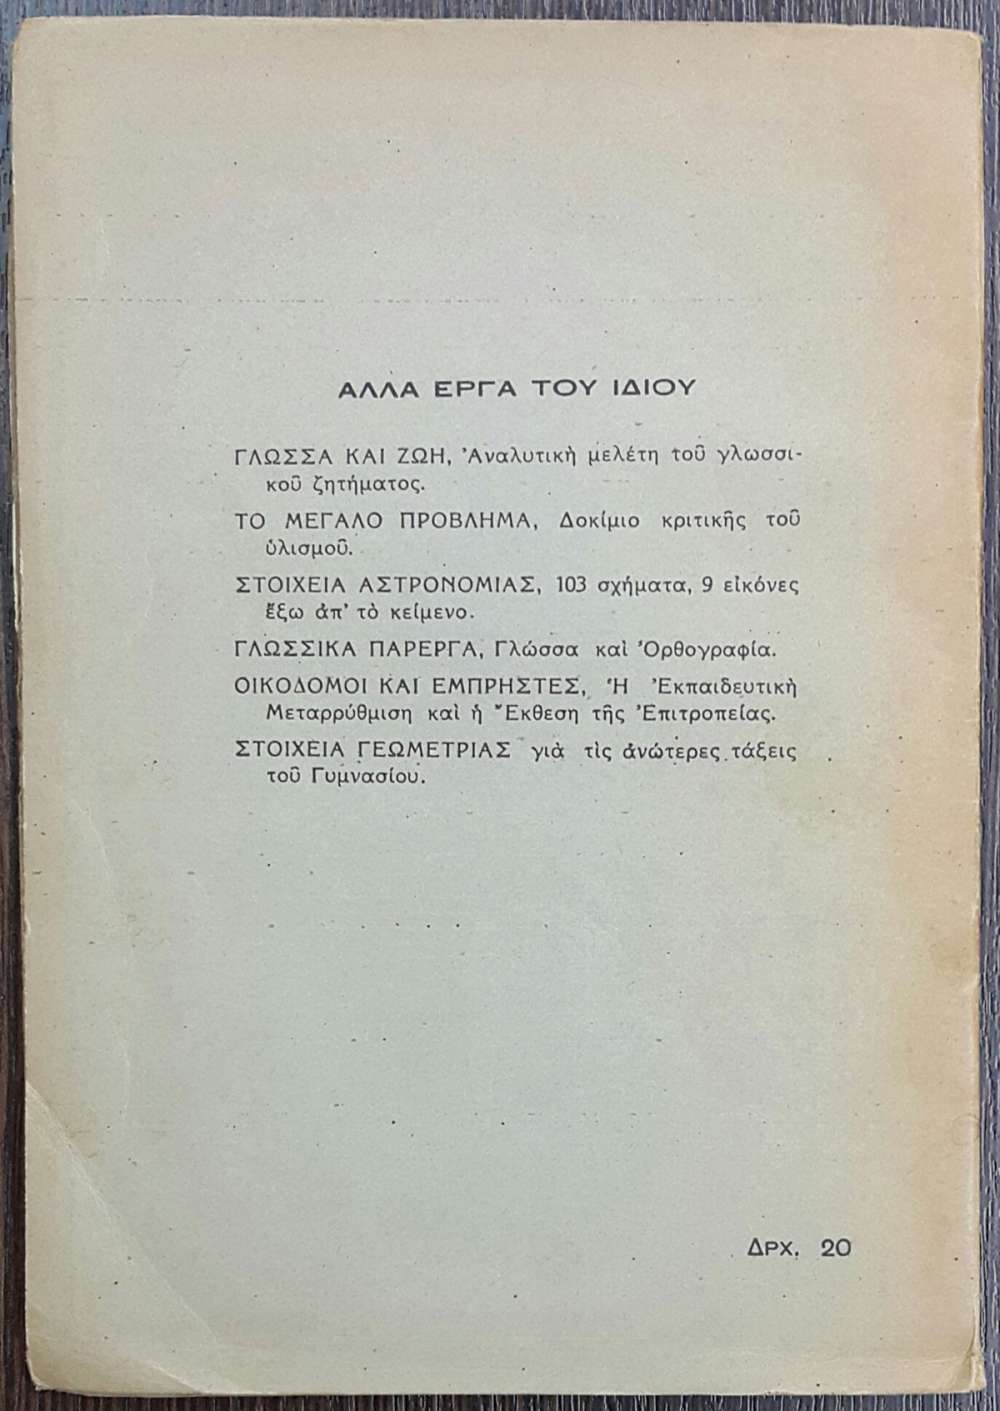 ΑΛΛΑ ΕΡΓΑ ΤΟΥ ΙΔΙΟΥ
ΓΛΩΣΣΑ ΚΑΙ ΖΩΗ, Ἀναλυτικὴ μελέτη τοῦ γλωσσι-
κοῦ ζητήματος.
ΤΟ ΜΕΓΑΛΟ ΠΡΟΒΛΗΜΑ, Δοκίμιο κριτικῆς τοῦ
ὑλισμοῦ.
ΣΤΟΙΧΕΙΑ ΑΣΤΡΟΝΟΜΙΑΣ, 103 σχήματα, 9 εἰκόνες
ἔξω ἀπ' τὸ κείμενο.
ΓΛΩΣΣΙΚΑ ΠΑΡΕΡΓΑ, Γλώσσα καὶ Ὀρθογραφία.
ΟΙΚΟΔΟΜΟΙ ΚΑΙ ΕΜΠΡΗΣΤΕΣ, Ἡ Ἐκπαιδευτικὴ
Μεταρρύθμιση καὶ ἡ Ἔκθεση τῆς Ἐπιτροπείας.
ΣΤΟΙΧΕΙΑ ΓΕΩΜΕΤΡΙΑΣ γιὰ τὶς ἀνώτερες τάξεις
τοῦ Γυμνασίου.
ΔΡΧ. 20